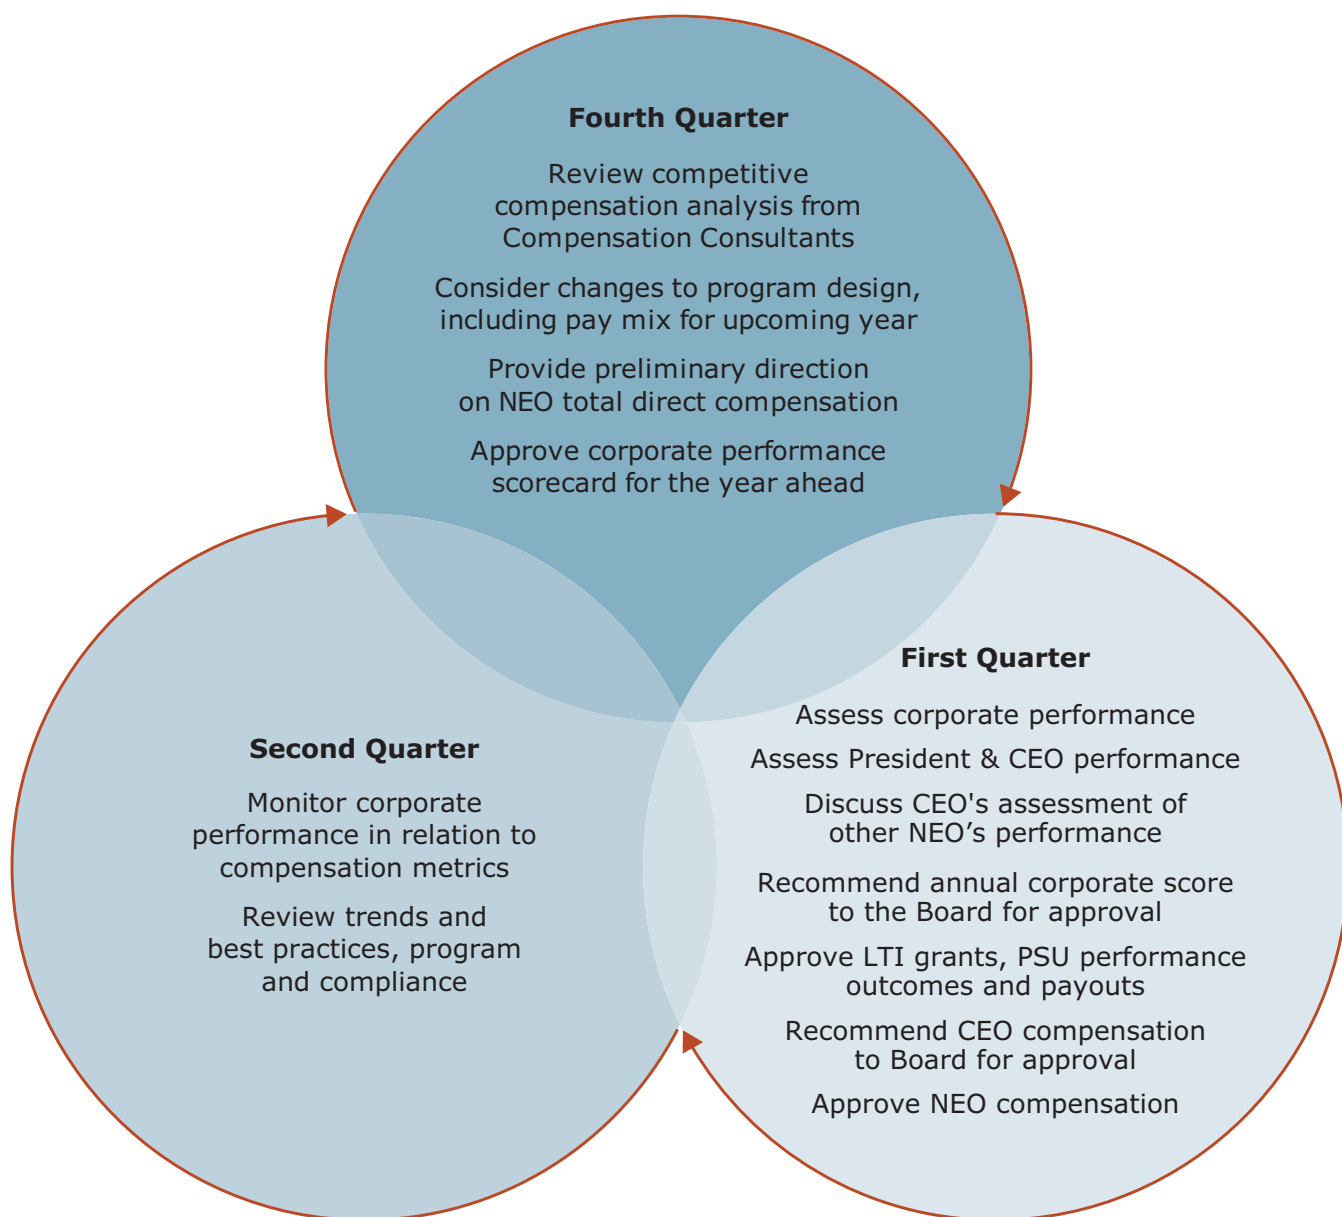 Fourth Quarter
Review competitive
compensation analysis from
Compensation Consultants
Consider changes to program design,
including pay mix for upcoming year
Provide preliminary direction
on NEO total direct compensation
Approve corporate performance
scorecard for the year ahead
First Quarter
Assess corporate performance
Assess President & CEO performance
Discuss CEO's assessment of
other NEO’s performance
Recommend annual corporate score
to the Board for approval
Approve LTI grants, PSU performance
outcomes and payouts
Recommend CEO compensation
to Board for approval
Approve NEO compensation
Second Quarter
Monitor corporate
performance in relation to
compensation metrics
Review trends and
best practices, program
and compliance